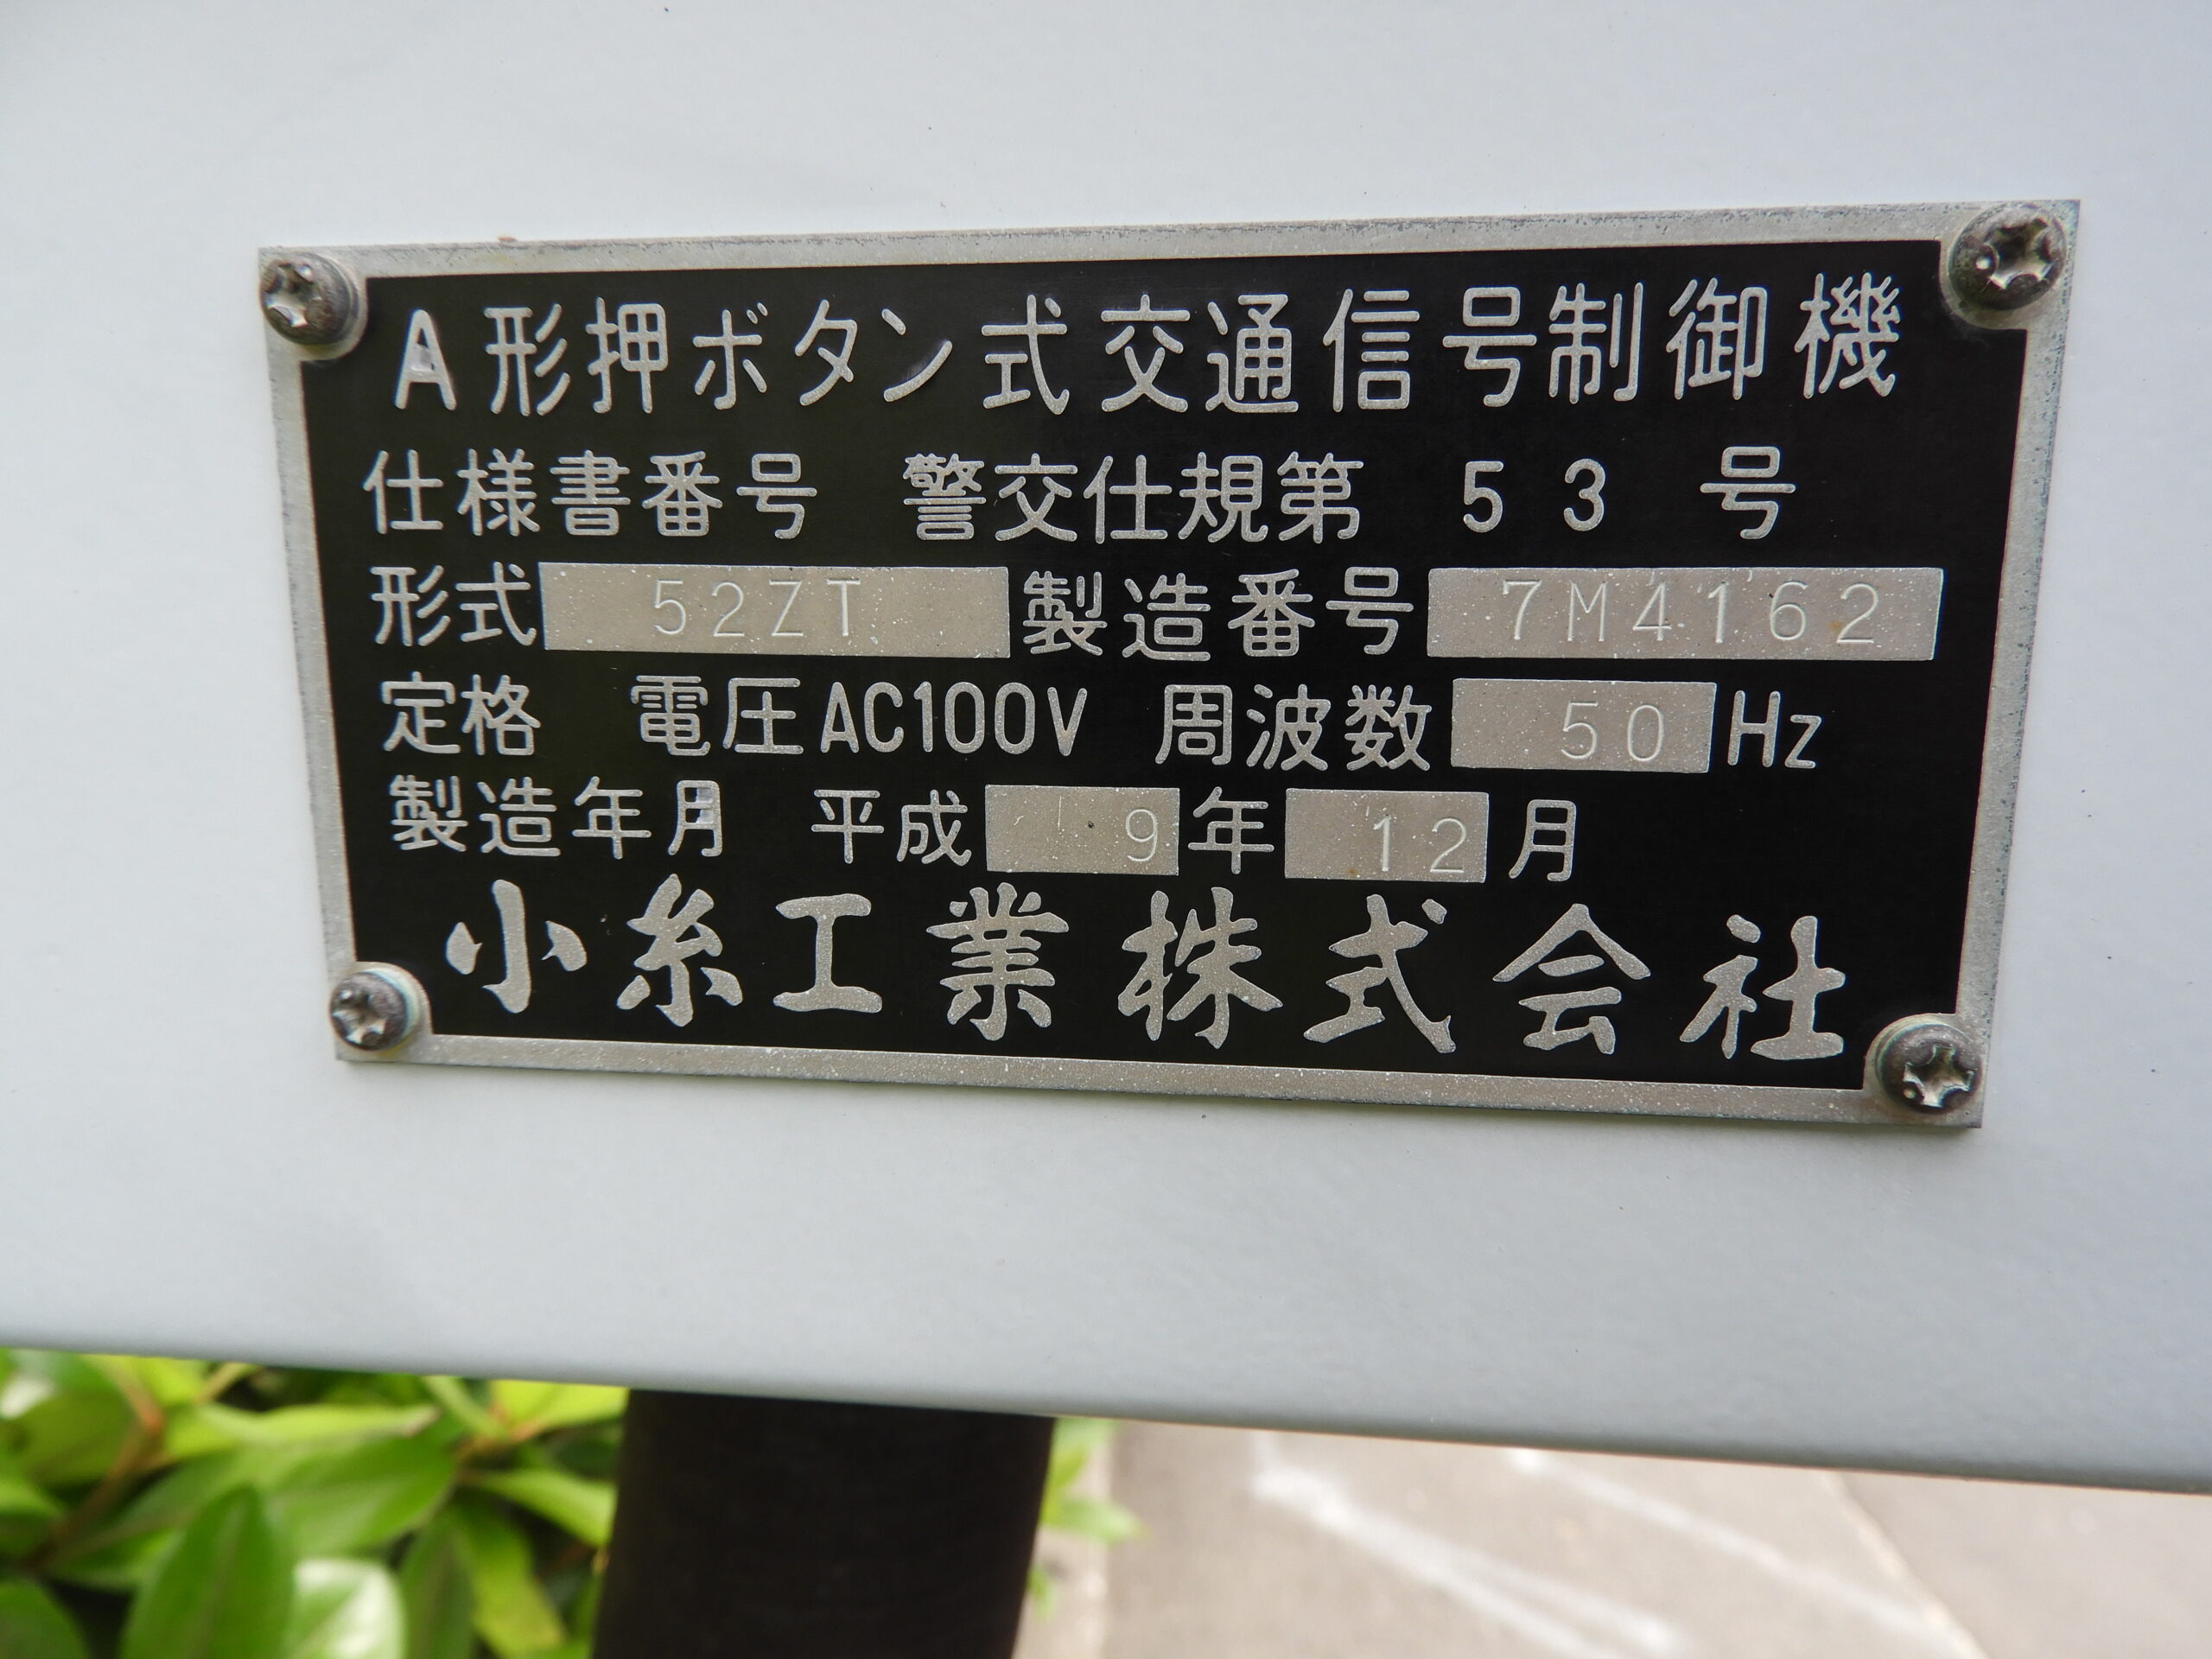 A形押ボタン式交通信号制御機
仕様書番号 警交仕規第 53 号
形式 52ZT 製造番号 7M4162
定格 電圧AC100V 周波数 50 Hz
製造年月 平成 9 年 12 月
小糸工業株式会社